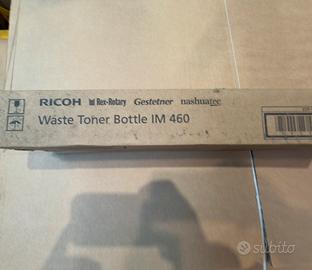 RICOH Rex-Rotary Gestetner nashuatec
Waste Toner Bottle IM 460
subito